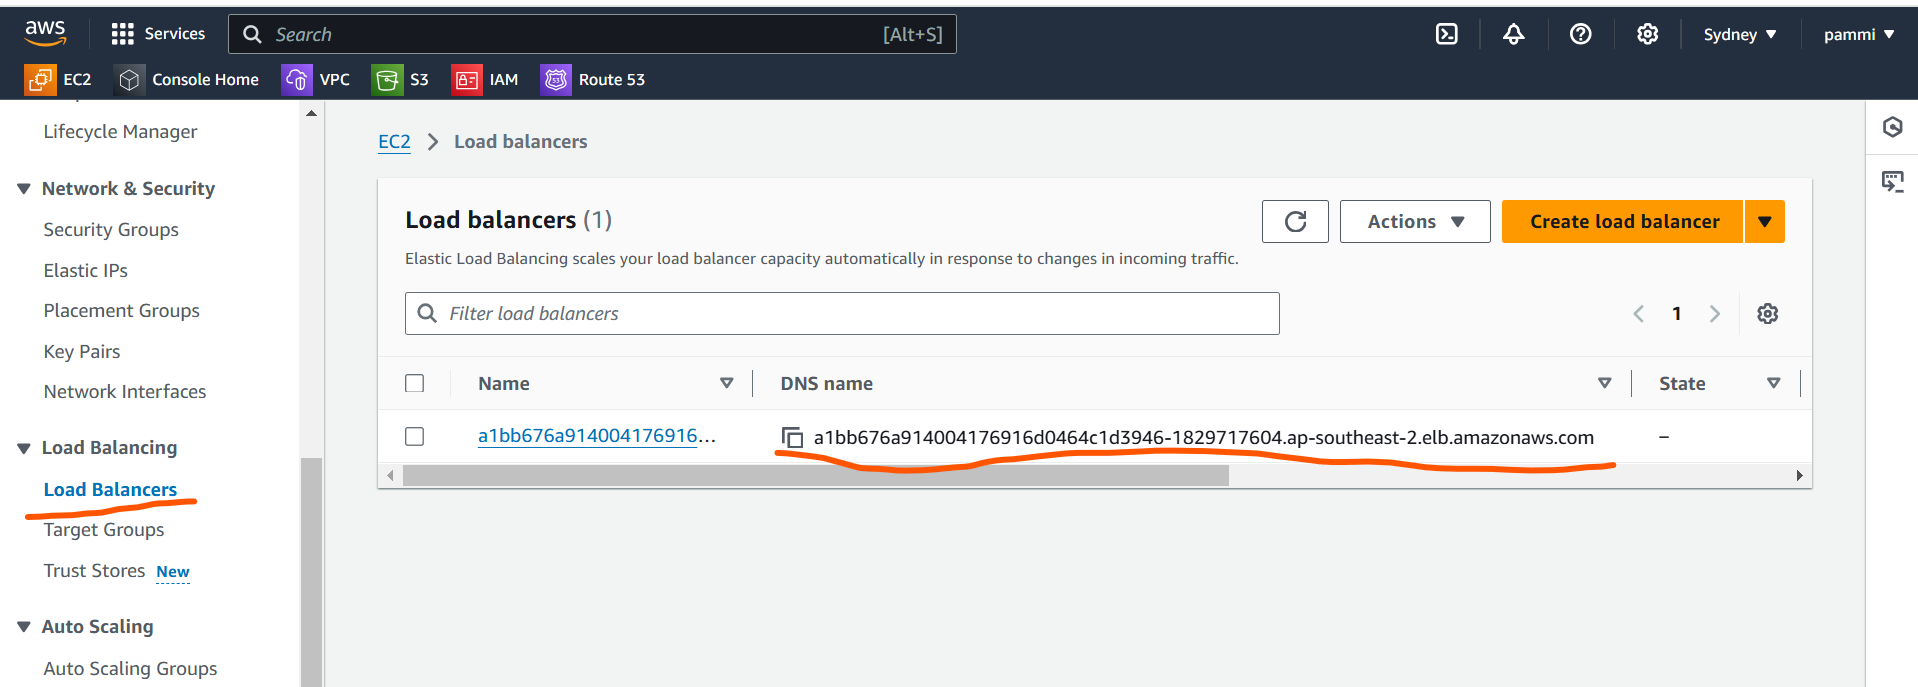 aws Services Search [Alt+S] Sydney pammi
EC2 Console Home VPC S3 IAM Route 53
Lifecycle Manager
Network & Security
Security Groups
Elastic IPs
Placement Groups
Key Pairs
Network Interfaces
Load Balancing
Load Balancers
Target Groups
Trust Stores New
Auto Scaling
Auto Scaling Groups
EC2 > Load balancers
Load balancers (1) Actions Create load balancer
Elastic Load Balancing scales your load balancer capacity automatically in response to changes in incoming traffic.
Filter load balancers 1
Name DNS name State
a1bb676a914004176916... a1bb676a914004176916d0464c1d3946-1829717604.ap-southeast-2.elb.amazonaws.com –